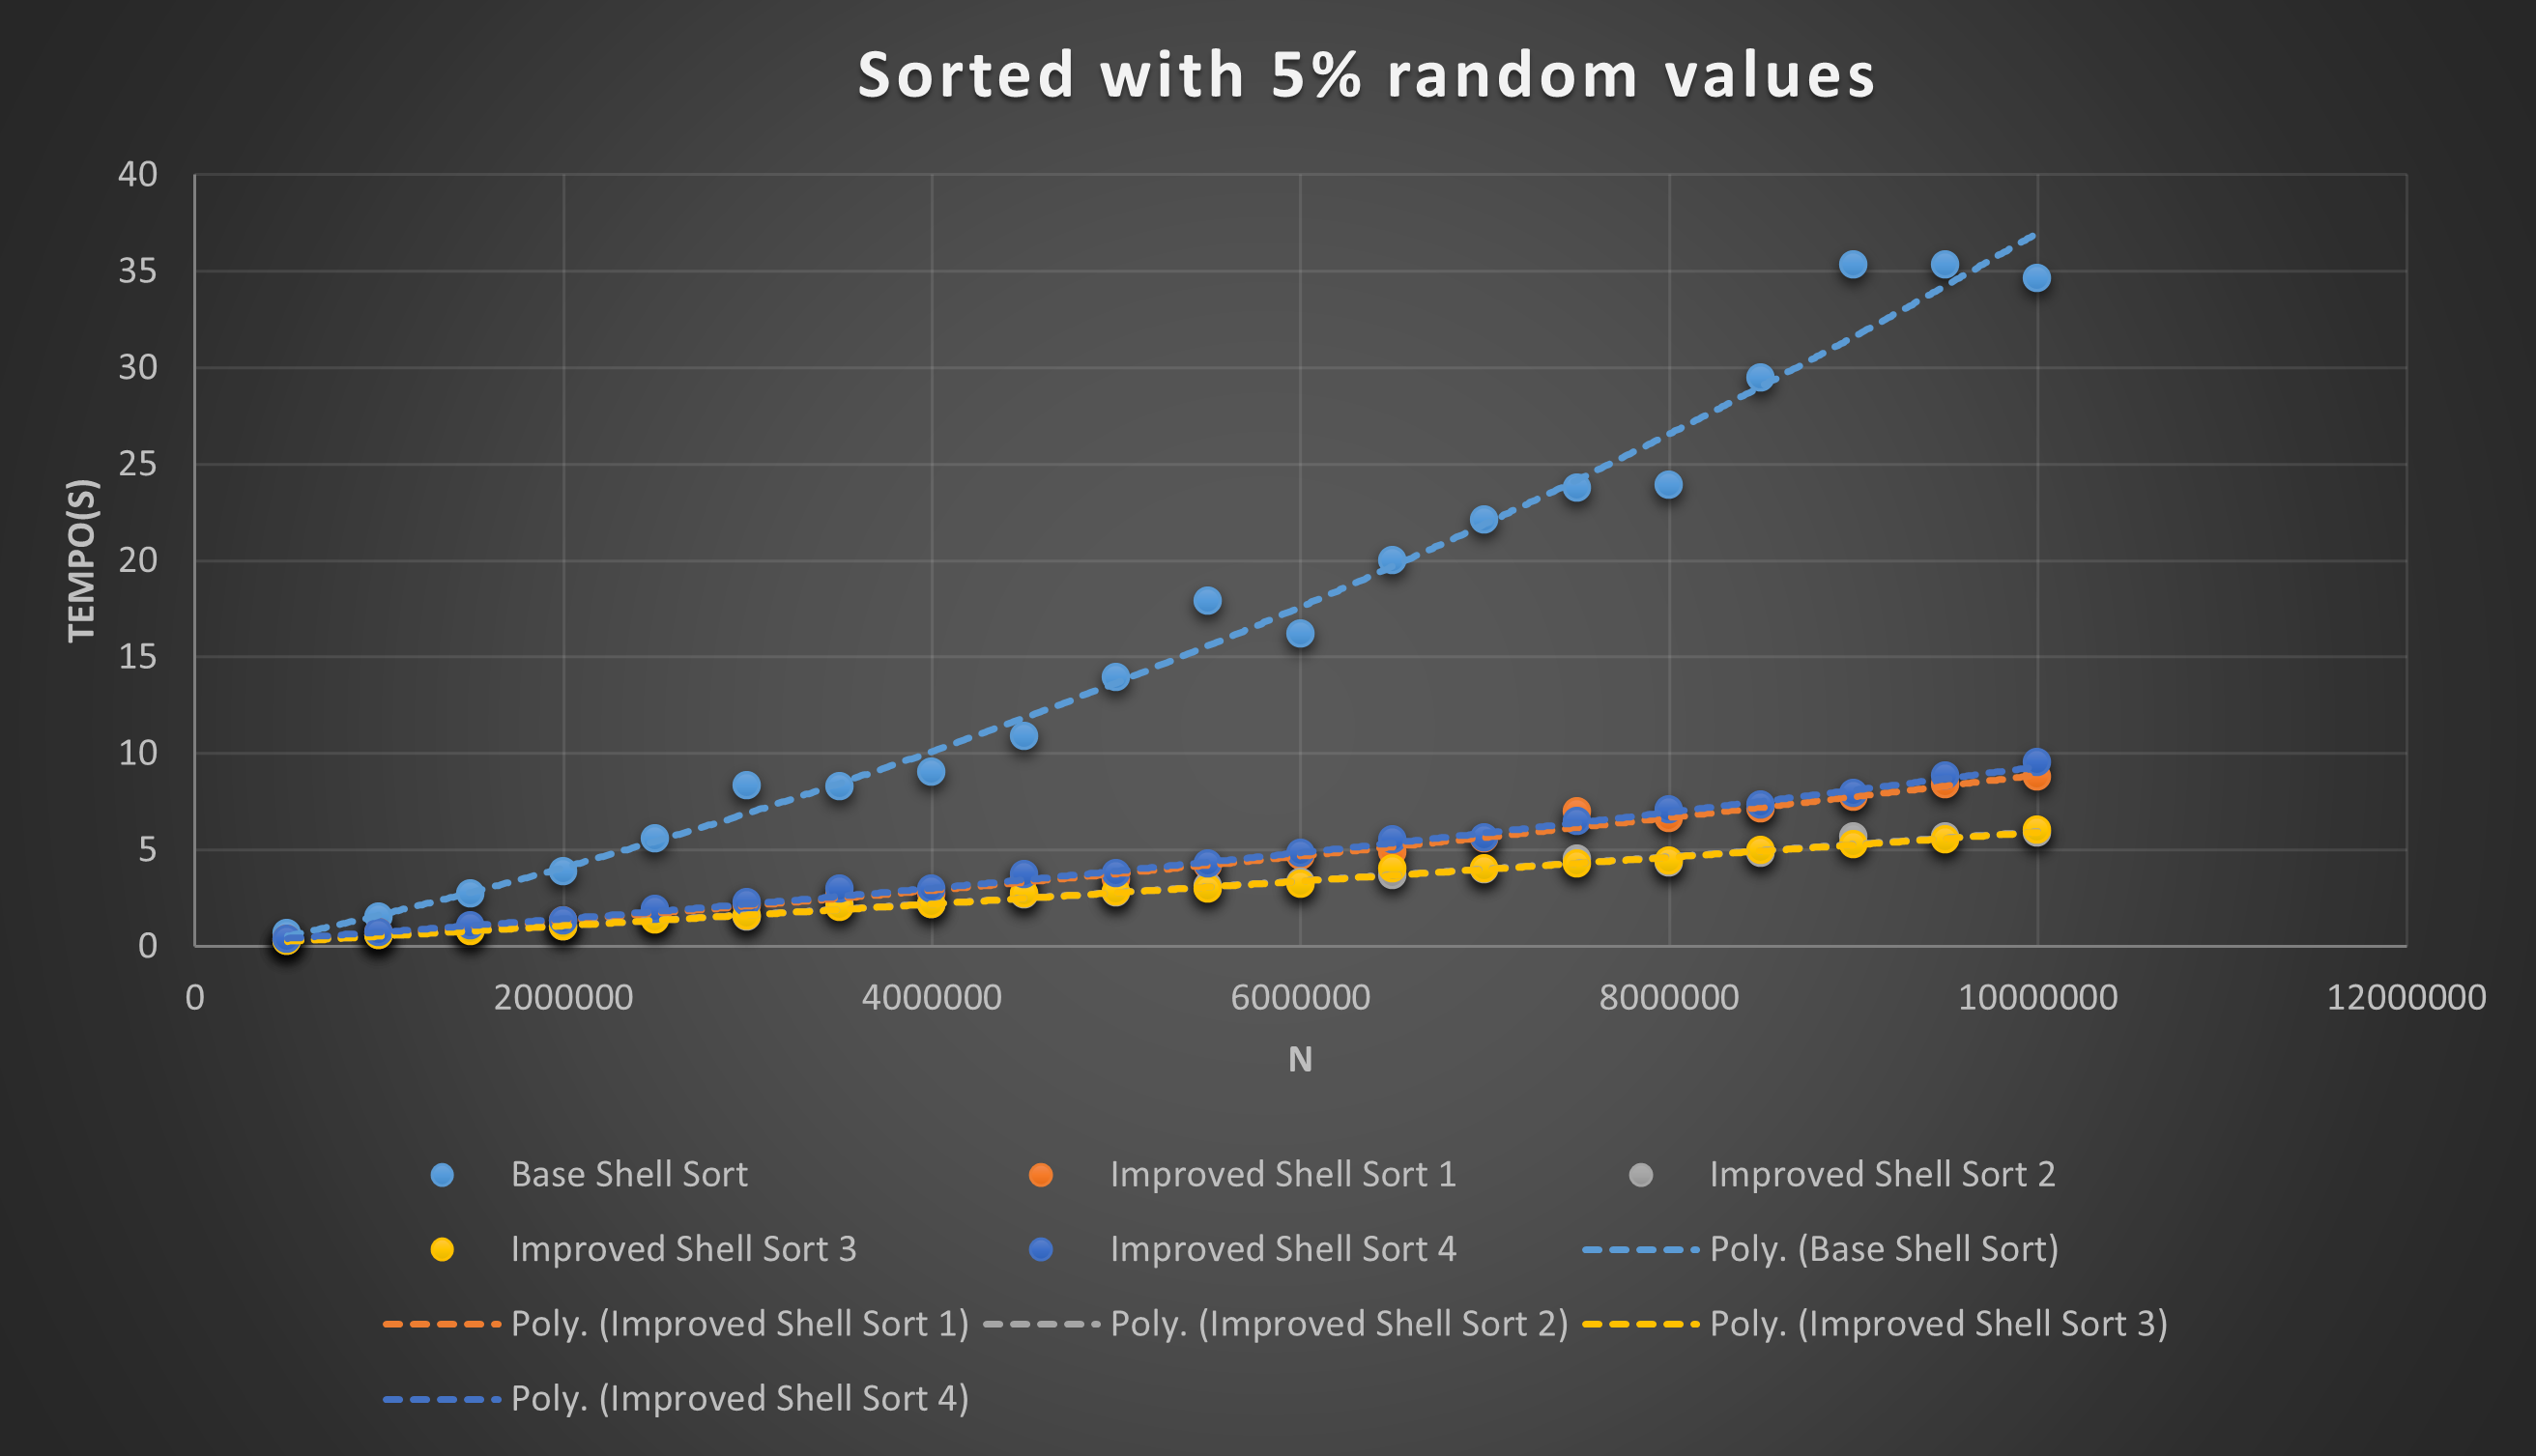 Sorted with 5% random values
40
35
30
25
20
15
10
5
0
TEMPO(S)
0 2000000 4000000 6000000 8000000 10000000 12000000
N
Base Shell Sort Improved Shell Sort 1 Improved Shell Sort 2
Improved Shell Sort 3 Improved Shell Sort 4 Poly. (Base Shell Sort)
Poly. (Improved Shell Sort 1) Poly. (Improved Shell Sort 2) Poly. (Improved Shell Sort 3)
Poly. (Improved Shell Sort 4)